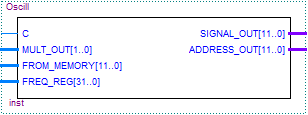 Oscill
C
MULT_OUT[1..0]
FROM_MEMORY[11..0]
FREQ_REG[31..0]
SIGNAL_OUT[11..0]
ADDRESS_OUT[11..0]
inst